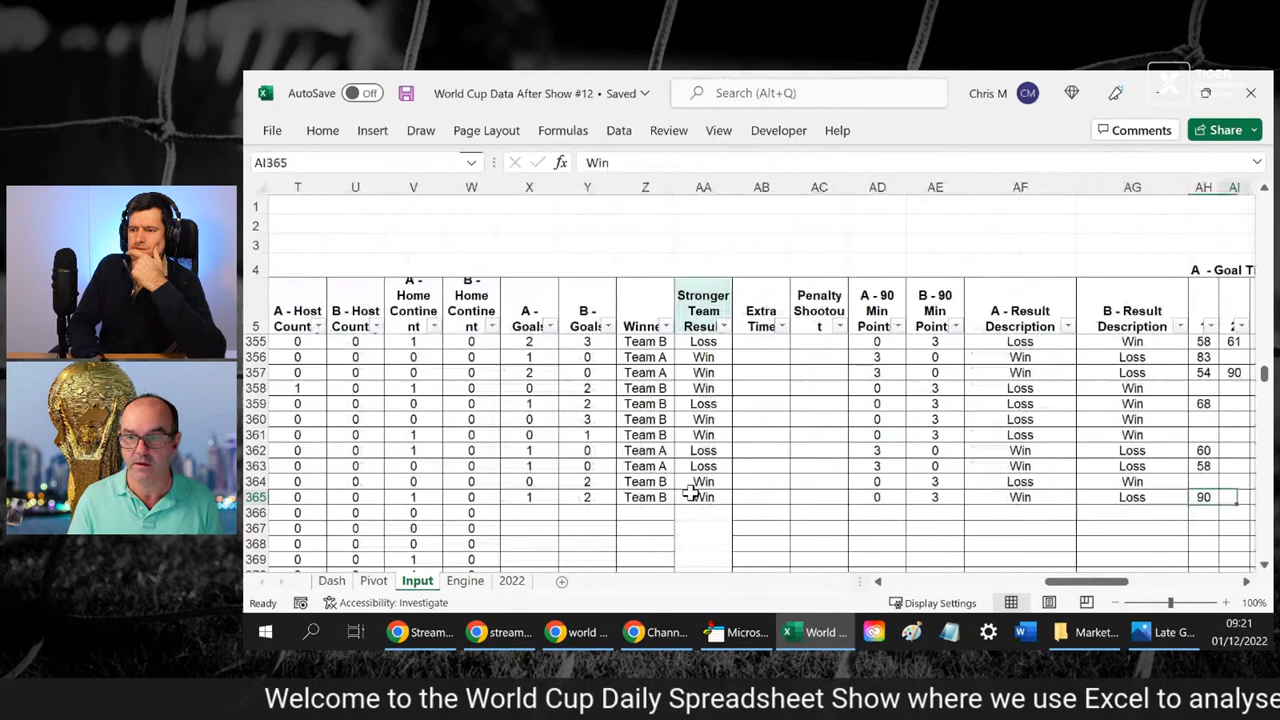 AutoSave Off World Cup Data After Show #12 • Saved Search (Alt+Q) Chris M CM
File Home Insert Draw Page Layout Formulas Data Review View Developer Help Comments Share
AI365 fx Win
T U V W X Y Z AA AB AC AD AE AF AG AH AI
1
2
3
4 A - Goal Ti
5 A - Host Count B - Host Count A - Home Contine nt B - Home Contine nt A - Goals B - Goals Winne Stronger Team Resul Extra Time Penalty Shootou t A - 90 Min Point B - 90 Min Point A - Result Description B - Result Description
355 0 0 1 0 2 3 Team B Loss 0 3 Loss Win 58 61
356 0 0 0 0 1 0 Team A Win 3 0 Win Loss 83
357 0 0 0 0 2 0 Team A Win 3 0 Win Loss 54 90
358 1 0 1 0 0 2 Team B Win 0 3 Loss Win
359 0 0 0 0 1 2 Team B Loss 0 3 Loss Win 68
360 0 0 0 0 0 3 Team B Win 0 3 Loss Win
361 0 0 1 0 0 1 Team B Win 0 3 Loss Win
362 0 0 1 0 1 0 Team A Loss 3 0 Win Loss 60
363 0 0 0 0 1 0 Team A Loss 3 0 Win Loss 58
364 0 0 0 0 0 2 Team B Win 0 3 Loss Win
365 0 0 1 0 1 2 Team B Win 0 3 Win Loss 90
366 0 0 0 0
367 0 0 0 0
368 0 0 0 0
369 0 0 1 0
Dash Pivot Input Engine 2022
Ready Accessibility: Investigate Display Settings 100%
Stream... stream... world ... Chann... Micros... World ... Market... Late G... 09:21
01/12/2022
TIGER
Welcome to the World Cup Daily Spreadsheet Show where we use Excel to analyse